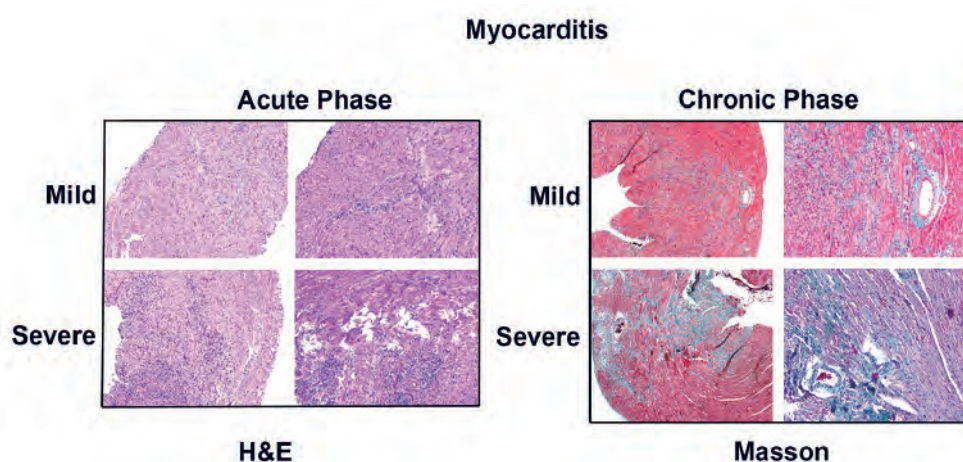 Myocarditis
Acute Phase
Mild
Severe
H&E
Chronic Phase
Mild
Severe
Masson